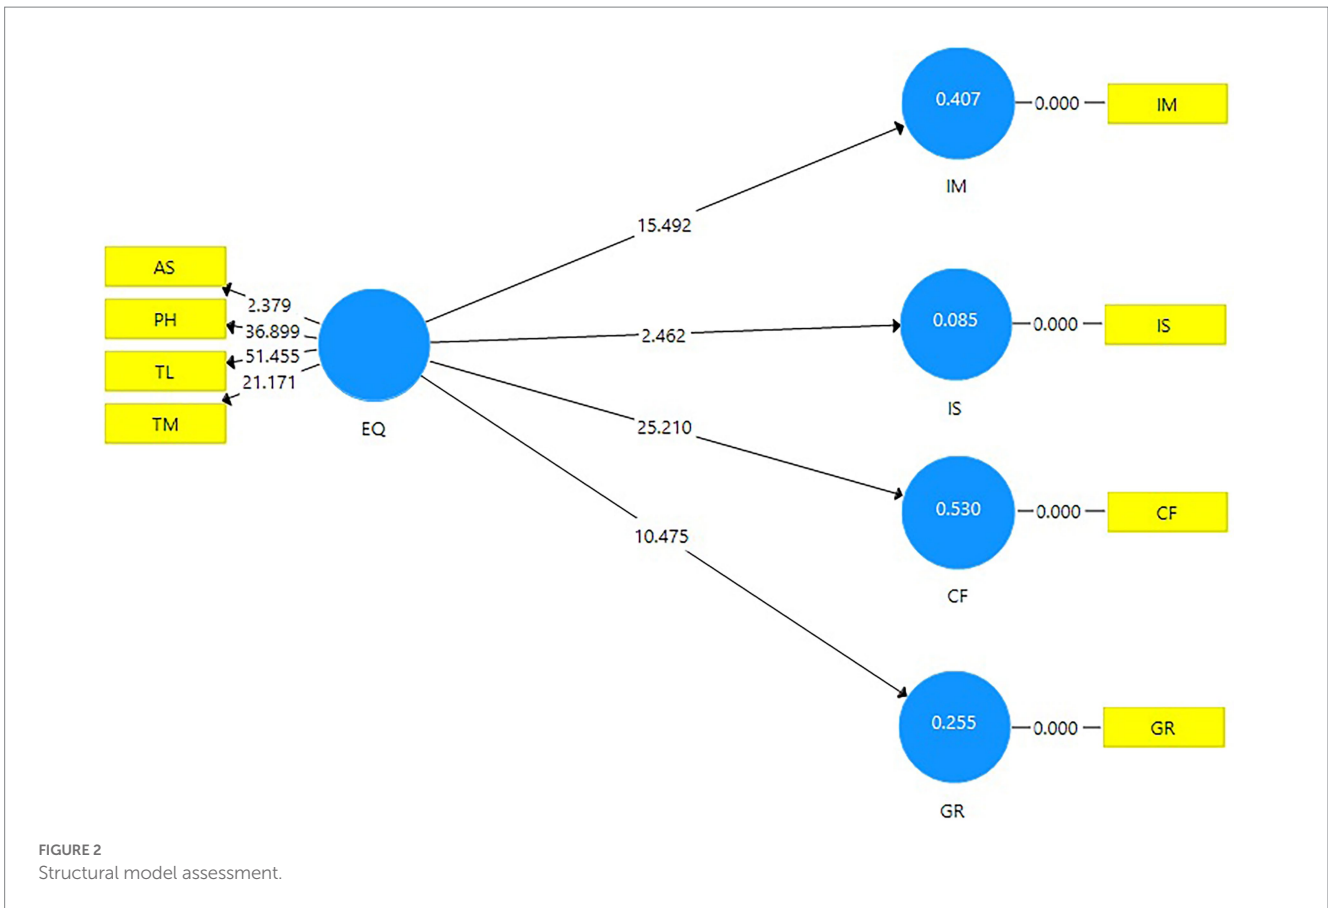 0.407
0.000
IM
IM
15.492
AS
2.379
PH
36.899
TL
51.455
TM
21.171
EQ
2.462
0.085
0.000
IS
IS
25.210
0.530
0.000
CF
CF
10.475
0.255
0.000
GR
GR
FIGURE 2
Structural model assessment.